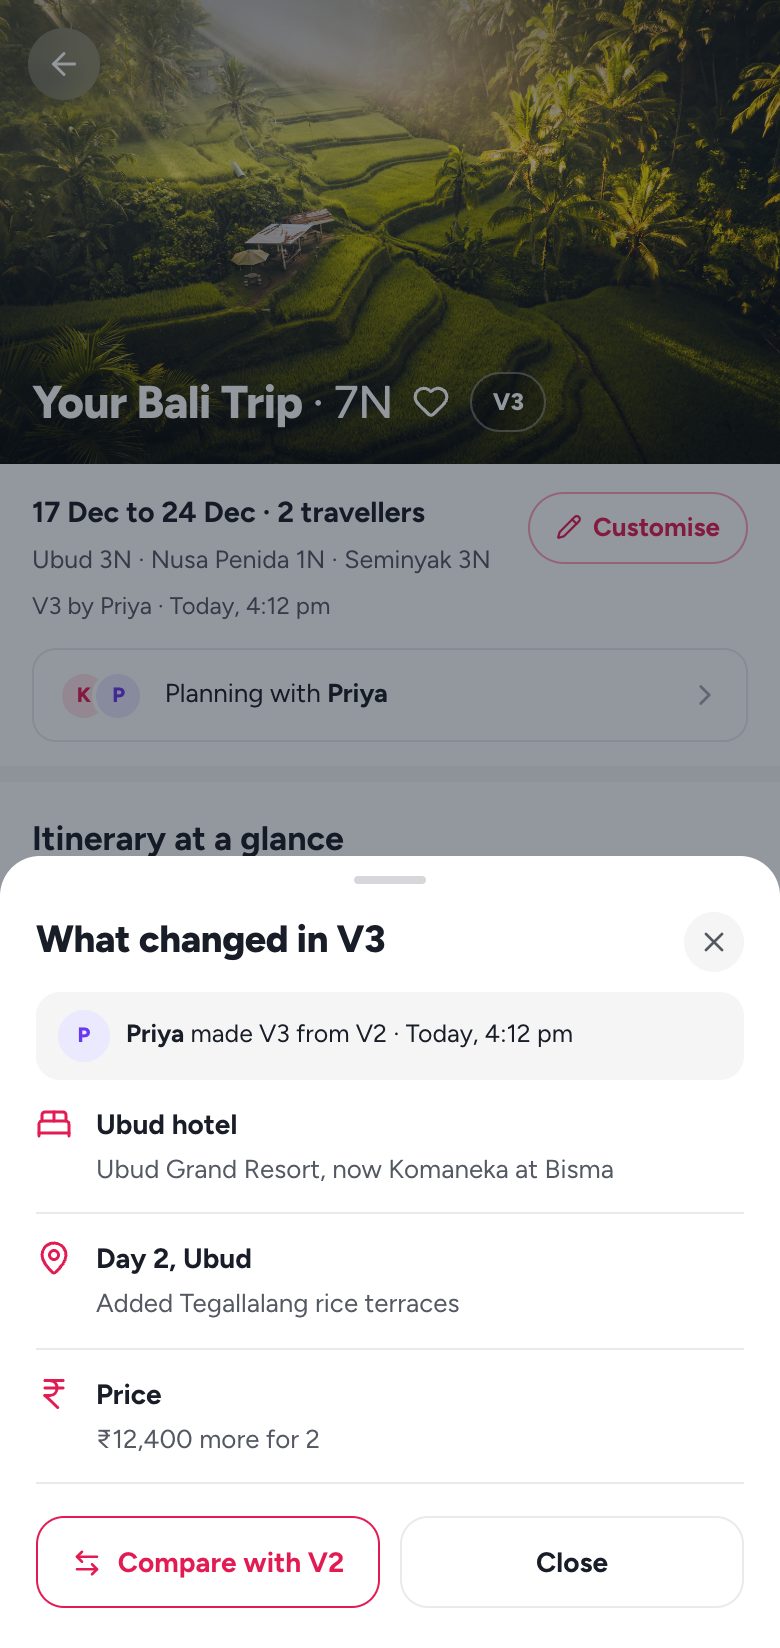 Your Bali Trip · 7N
V3
17 Dec to 24 Dec · 2 travellers
Customise
Ubud 3N · Nusa Penida 1N · Seminyak 3N
V3 by Priya · Today, 4:12 pm
K P Planning with Priya
Itinerary at a glance
What changed in V3
P Priya made V3 from V2 · Today, 4:12 pm
Ubud hotel
Ubud Grand Resort, now Komaneka at Bisma
Day 2, Ubud
Added Tegallalang rice terraces
₹ Price
₹12,400 more for 2
Compare with V2
Close